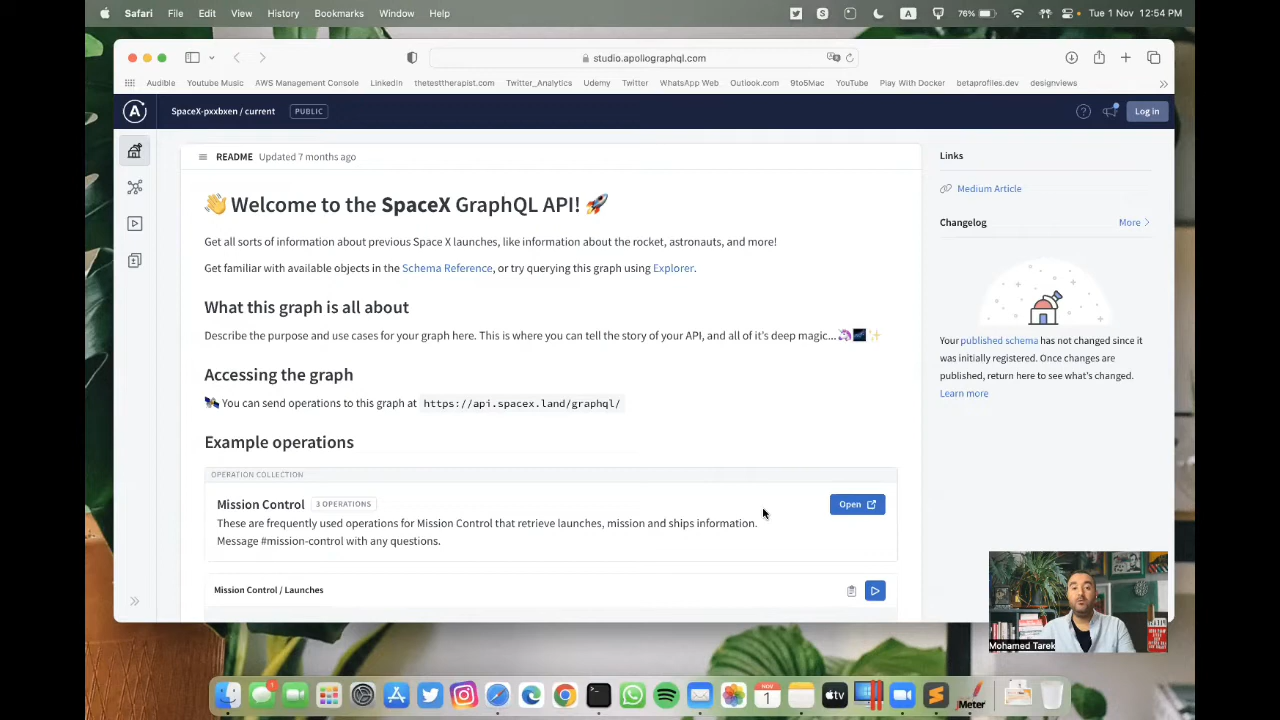 Safari File Edit View History Bookmarks Window Help
A 76% Tue 1 Nov 12:54 PM
studio.apollographql.com
Audible Youtube Music AWS Management Console LinkedIn thetesttherapist.com Twitter_Analytics Udemy Twitter WhatsApp Web Outlook.com 9to5Mac YouTube Play With Docker betaprofiles.dev designviews
SpaceX-pxxbxen / current PUBLIC
Log in
README Updated 7 months ago
👋 Welcome to the SpaceX GraphQL API! 🚀
Get all sorts of information about previous Space X launches, like information about the rocket, astronauts, and more!
Get familiar with available objects in the Schema Reference, or try querying this graph using Explorer.
What this graph is all about
Describe the purpose and use cases for your graph here. This is where you can tell the story of your API, and all of it's deep magic...🦄🌌✨
Accessing the graph
🛰 You can send operations to this graph at https://api.spacex.land/graphql/
Example operations
OPERATION COLLECTION
Mission Control 3 OPERATIONS
Open
These are frequently used operations for Mission Control that retrieve launches, mission and ships information.
Message #mission-control with any questions.
Mission Control / Launches
Links
Medium Article
Changelog More
Your published schema has not changed since it
was initially registered. Once changes are
published, return here to see what's changed.
Learn more
Mohamed Tarek
NOV
1
tv
JMeter